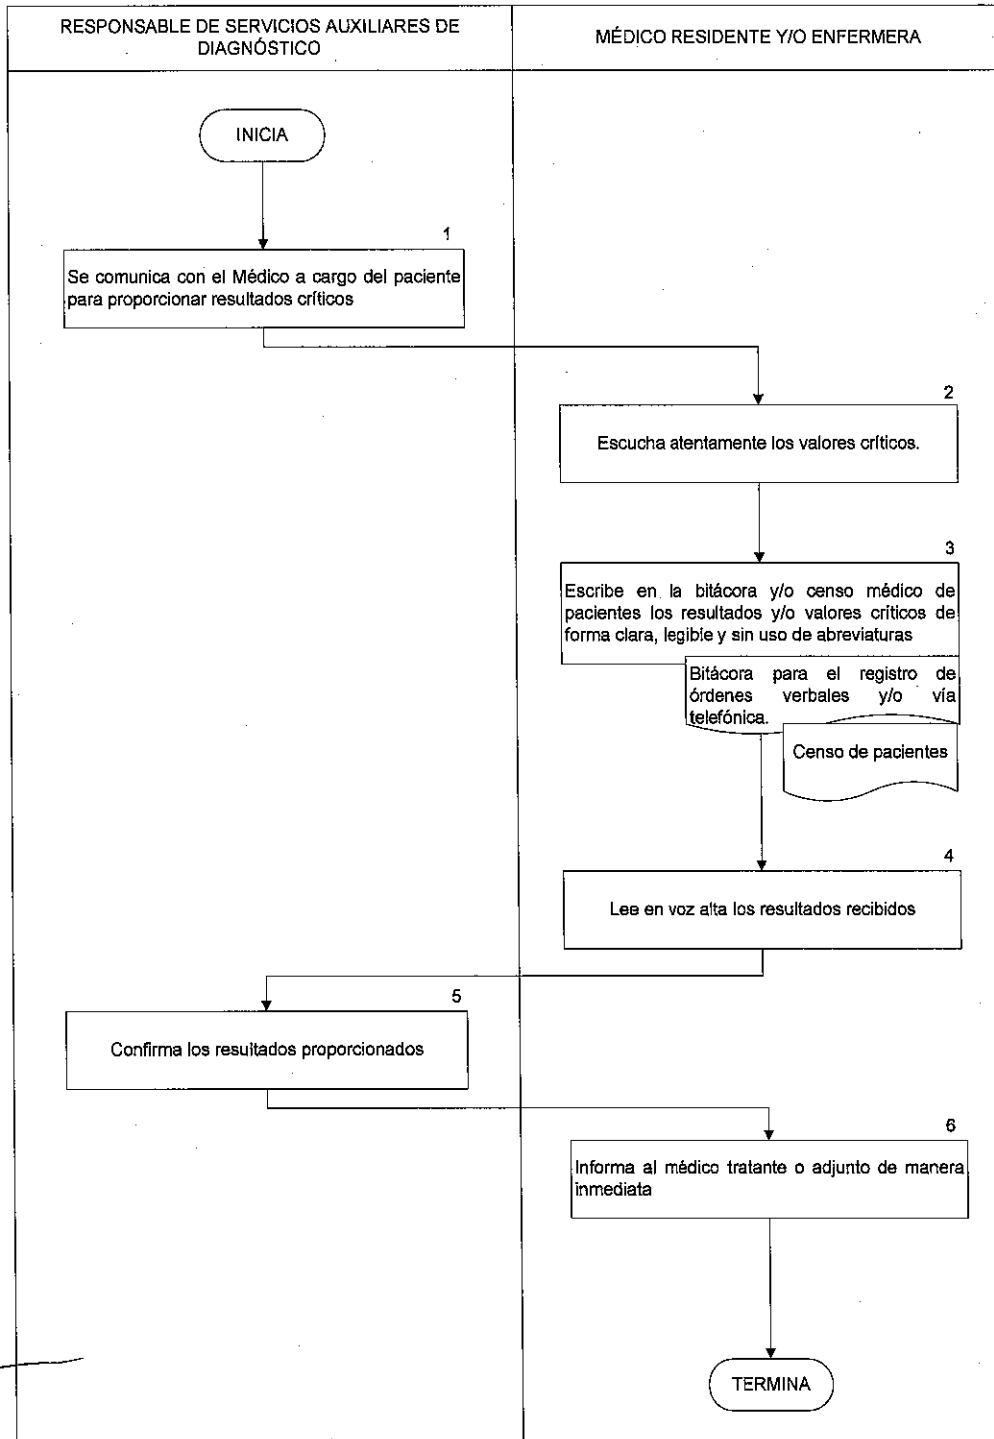 RESPONSABLE DE SERVICIOS AUXILIARES DE
DIAGNÓSTICO
MÉDICO RESIDENTE Y/O ENFERMERA
INICIA
1
Se comunica con el Médico a cargo del paciente
para proporcionar resultados críticos
2
Escucha atentamente los valores críticos.
3
Escribe en la bitácora y/o censo médico de
pacientes los resultados y/o valores críticos de
forma clara, legible y sin uso de abreviaturas
Bitácora para el registro de
órdenes verbales y/o vía
telefónica.
Censo de pacientes
4
Lee en voz alta los resultados recibidos
5
Confirma los resultados proporcionados
6
Informa al médico tratante o adjunto de manera
inmediata
TERMINA